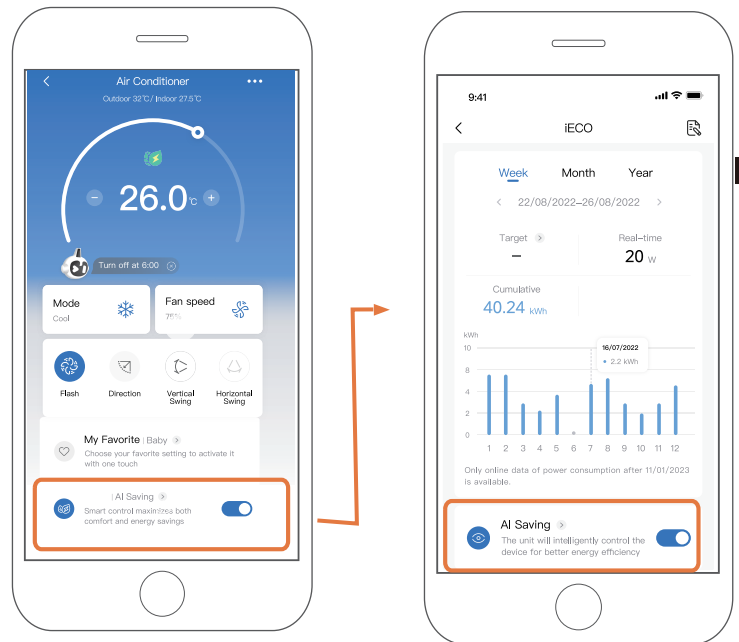 Air Conditioner
Outdoor 32℃/ Indoor 27.5℃
26.0℃
Turn off at 6:00
Mode
Cool
Fan speed
75%
Flash
Direction
Vertical
Swing
Horizontal
Swing
My Favorite | Baby
Choose your favorite setting to activate it
with one touch
| AI Saving
Smart control maximizes both
comfort and energy savings
9:41
iECO
Week Month Year
22/08/2022–26/08/2022
Target
–
Real–time
20 W
Cumulative
40.24 kWh
kWh
10
8
4
2
0
16/07/2022
• 2.2 kWh
1 2 3 4 5 6 7 8 9 10 11 12
Only online data of power consumption after 11/01/2023
is available.
AI Saving
The unit will intelligently control the
device for better energy efficiency